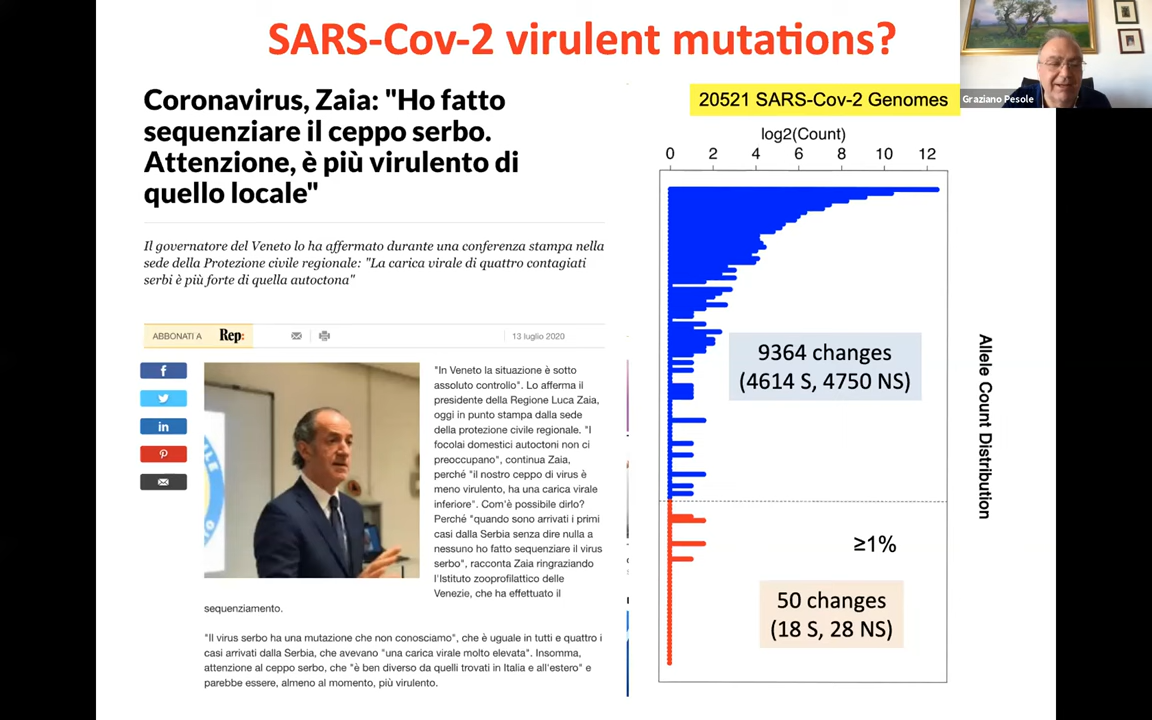 SARS-Cov-2 virulent mutations?
Coronavirus, Zaia: "Ho fatto
sequenziare il ceppo serbo.
Attenzione, è più virulento di
quello locale"
Il governatore del Veneto lo ha affermato durante una conferenza stampa nella
sede della Protezione civile regionale: "La carica virale di quattro contagiati
serbi è più forte di quella autoctona"
ABBONATI A Rep:
13 luglio 2020
"In Veneto la situazione è sotto
assoluto controllo". Lo afferma il
presidente della Regione Luca Zaia,
oggi in punto stampa dalla sede
della protezione civile regionale. "I
focolai domestici autoctoni non ci
preoccupano", continua Zaia,
perché "il nostro ceppo di virus è
meno virulento, ha una carica virale
inferiore". Com'è possibile dirlo?
Perché "quando sono arrivati i primi
casi dalla Serbia senza dire nulla a
nessuno ho fatto sequenziare il virus
serbo", racconta Zaia ringraziando
l'Istituto zooprofilattico delle
Venezie, che ha effettuato il
sequenziamento.
"Il virus serbo ha una mutazione che non conosciamo", che è uguale in tutti e quattro i
casi arrivati dalla Serbia, che avevano "una carica virale molto elevata". Insomma,
attenzione al ceppo serbo, che "è ben diverso da quelli trovati in Italia e all'estero" e
parebbe essere, almeno al momento, più virulento.
20521 SARS-Cov-2 Genomes
log2(Count)
0 2 4 6 8 10 12
9364 changes
(4614 S, 4750 NS)
≥1%
50 changes
(18 S, 28 NS)
Allele Count Distribution
Graziano Pesole